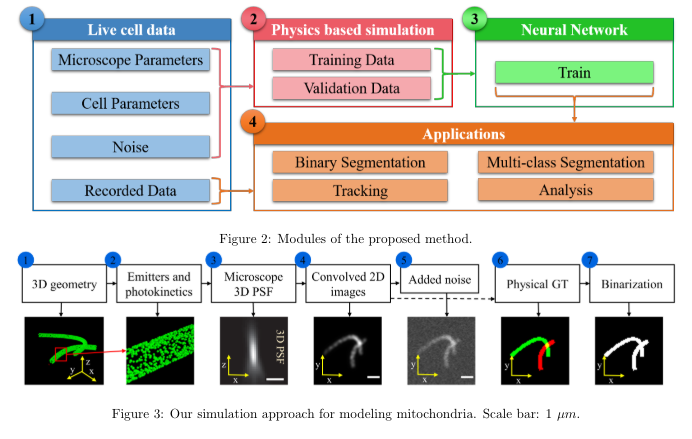 1
Live cell data
Microscope Parameters
Cell Parameters
Noise
Recorded Data
2
Physics based simulation
Training Data
Validation Data
3
Neural Network
Train
4
Applications
Binary Segmentation
Multi-class Segmentation
Tracking
Analysis
Figure 2: Modules of the proposed method.
1
3D geometry
2
Emitters and
photokinetics
3
Microscope
3D PSF
4
Convolved 2D
images
5
Added noise
6
Physical GT
7
Binarization
z
y
x
z
x
3D PSF
y
x
y
x
y
x
y
x
Figure 3: Our simulation approach for modeling mitochondria. Scale bar: 1 μm.